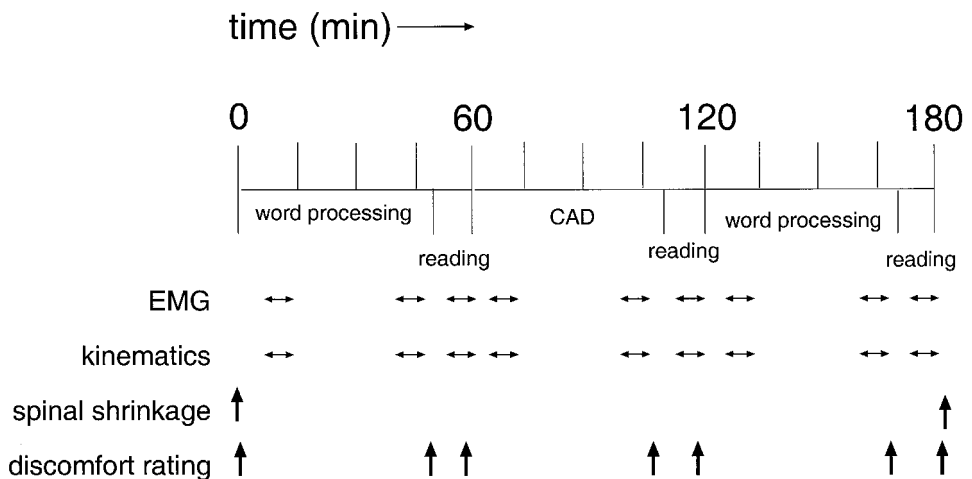 time (min)
0 60 120 180
word processing CAD word processing
reading reading reading
EMG
kinematics
spinal shrinkage
discomfort rating